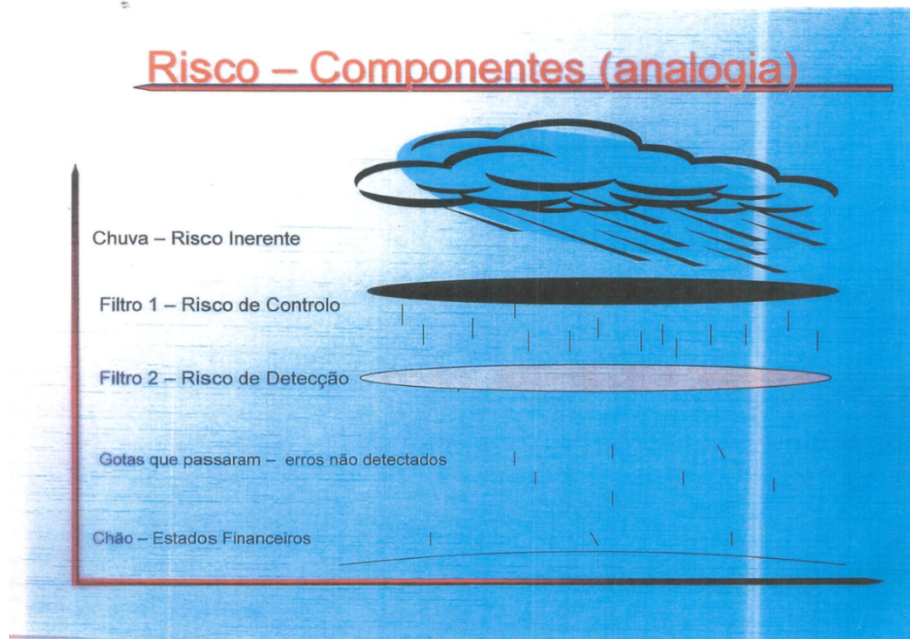 Risco – Componentes (analogia)
Chuva – Risco Inerente
Filtro 1 – Risco de Controlo
Filtro 2 – Risco de Detecção
Gotas que passaram – erros não detectados
Chão – Estados Financeiros